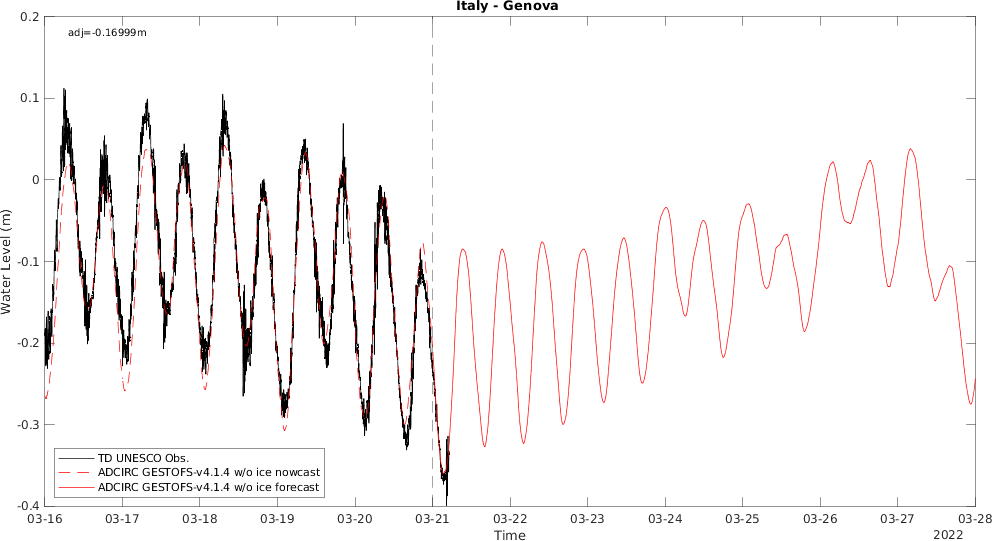 Italy - Genova
adj=-0.16999m
0.2
0.1
0
-0.1
-0.2
-0.3
-0.4
Water Level (m)
TD UNESCO Obs.
ADCIRC GESTOFS-v4.1.4 w/o ice nowcast
ADCIRC GESTOFS-v4.1.4 w/o ice forecast
03-16 03-17 03-18 03-19 03-20 03-21 03-22 03-23 03-24 03-25 03-26 03-27 03-28
Time
2022